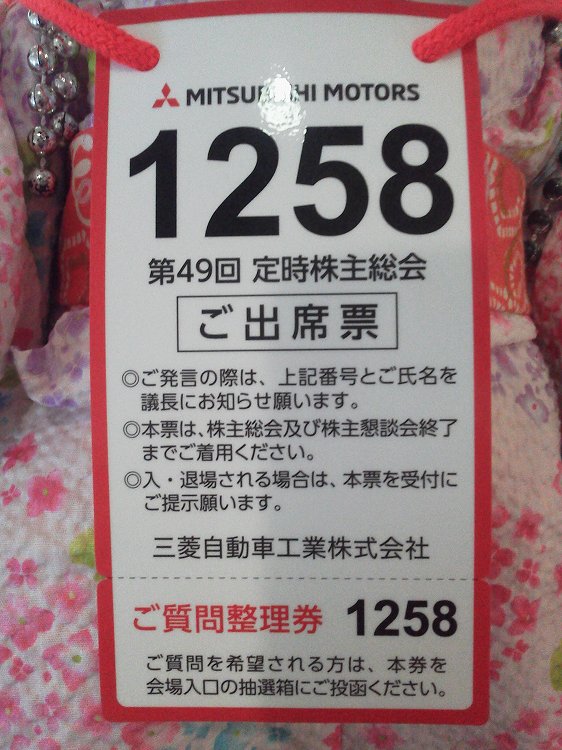 MITSUBISHI MOTORS
1258
第49回 定時株主総会
ご出席票
◎ご発言の際は、上記番号とご氏名を
議長にお知らせ願います。
◎本票は、株主総会及び株主懇談会終了
までご着用ください。
◎入・退場される場合は、本票を受付に
ご提示願います。
三菱自動車工業株式会社
ご質問整理券 1258
ご質問を希望される方は、本券を
会場入口の抽選箱にご投函ください。